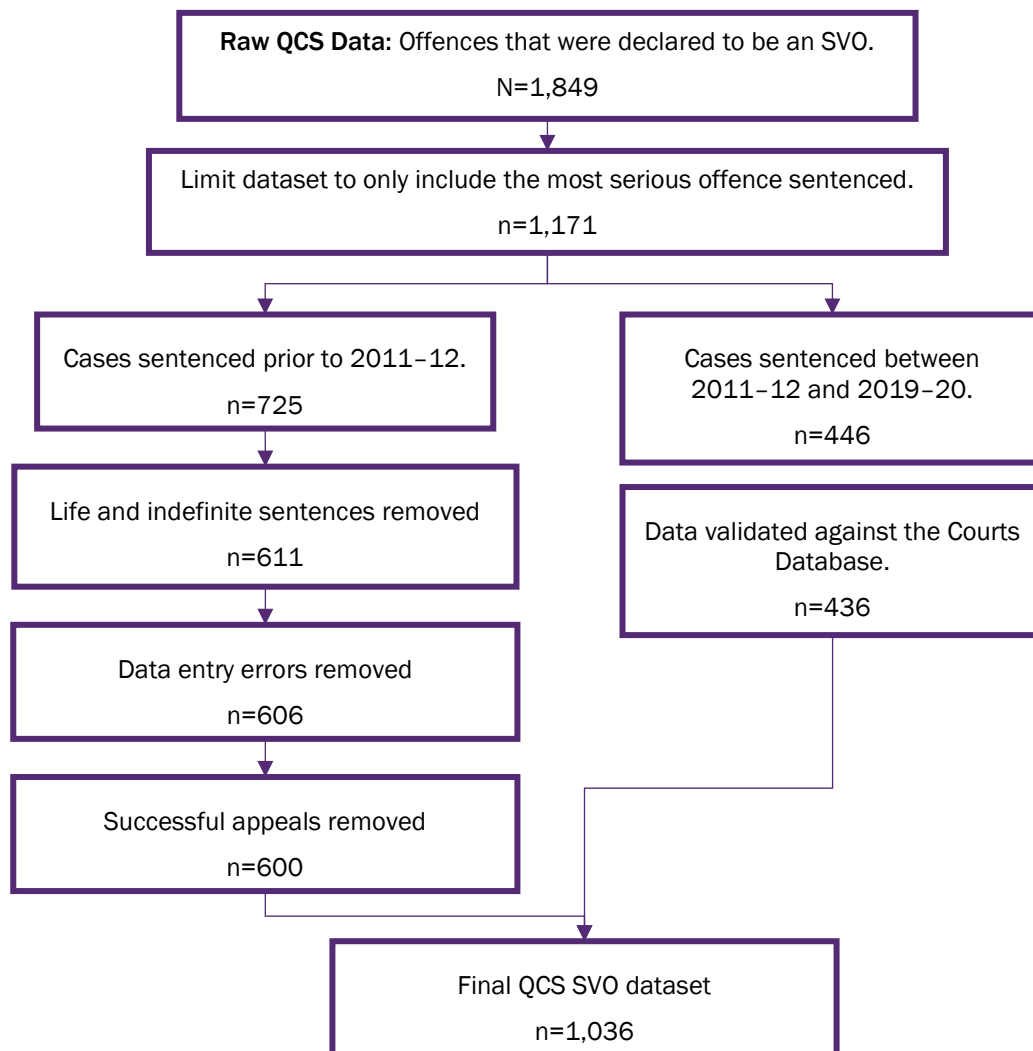 Raw QCS Data: Offences that were declared to be an SVO.
N=1,849
Limit dataset to only include the most serious offence sentenced.
n=1,171
Cases sentenced prior to 2011–12.
n=725
Life and indefinite sentences removed
n=611
Data entry errors removed
n=606
Successful appeals removed
n=600
Cases sentenced between
2011–12 and 2019–20.
n=446
Data validated against the Courts
Database.
n=436
Final QCS SVO dataset
n=1,036